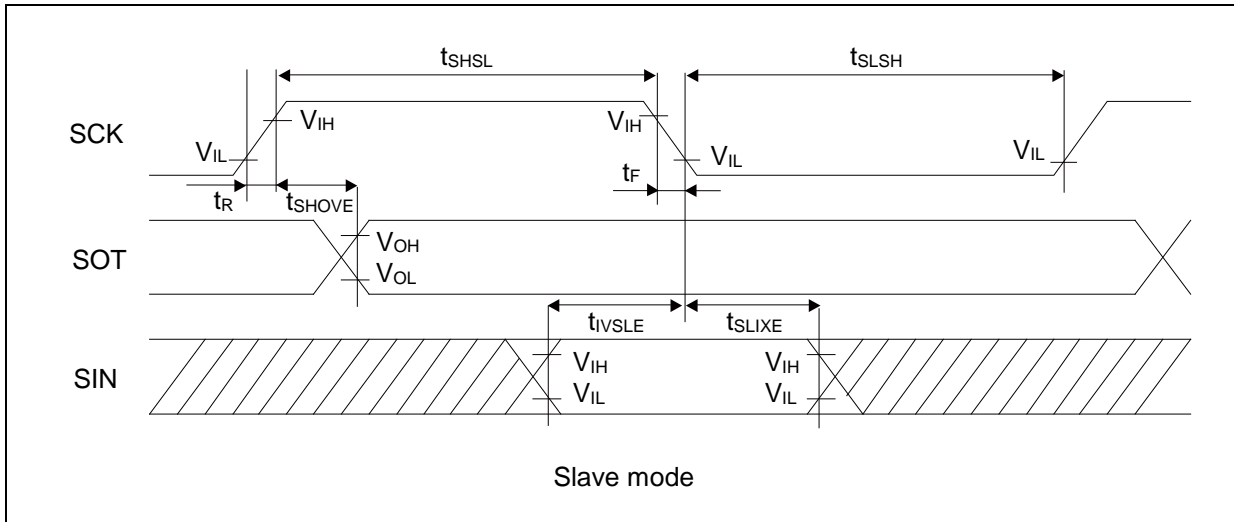 tSHSL tSLSH
SCK VIH VIH
VIL VIL VIL
tF
tR tSHOVE
SOT VOH
VOL
tIVSLE tSLIXE
SIN VIH VIH
VIL VIL
Slave mode